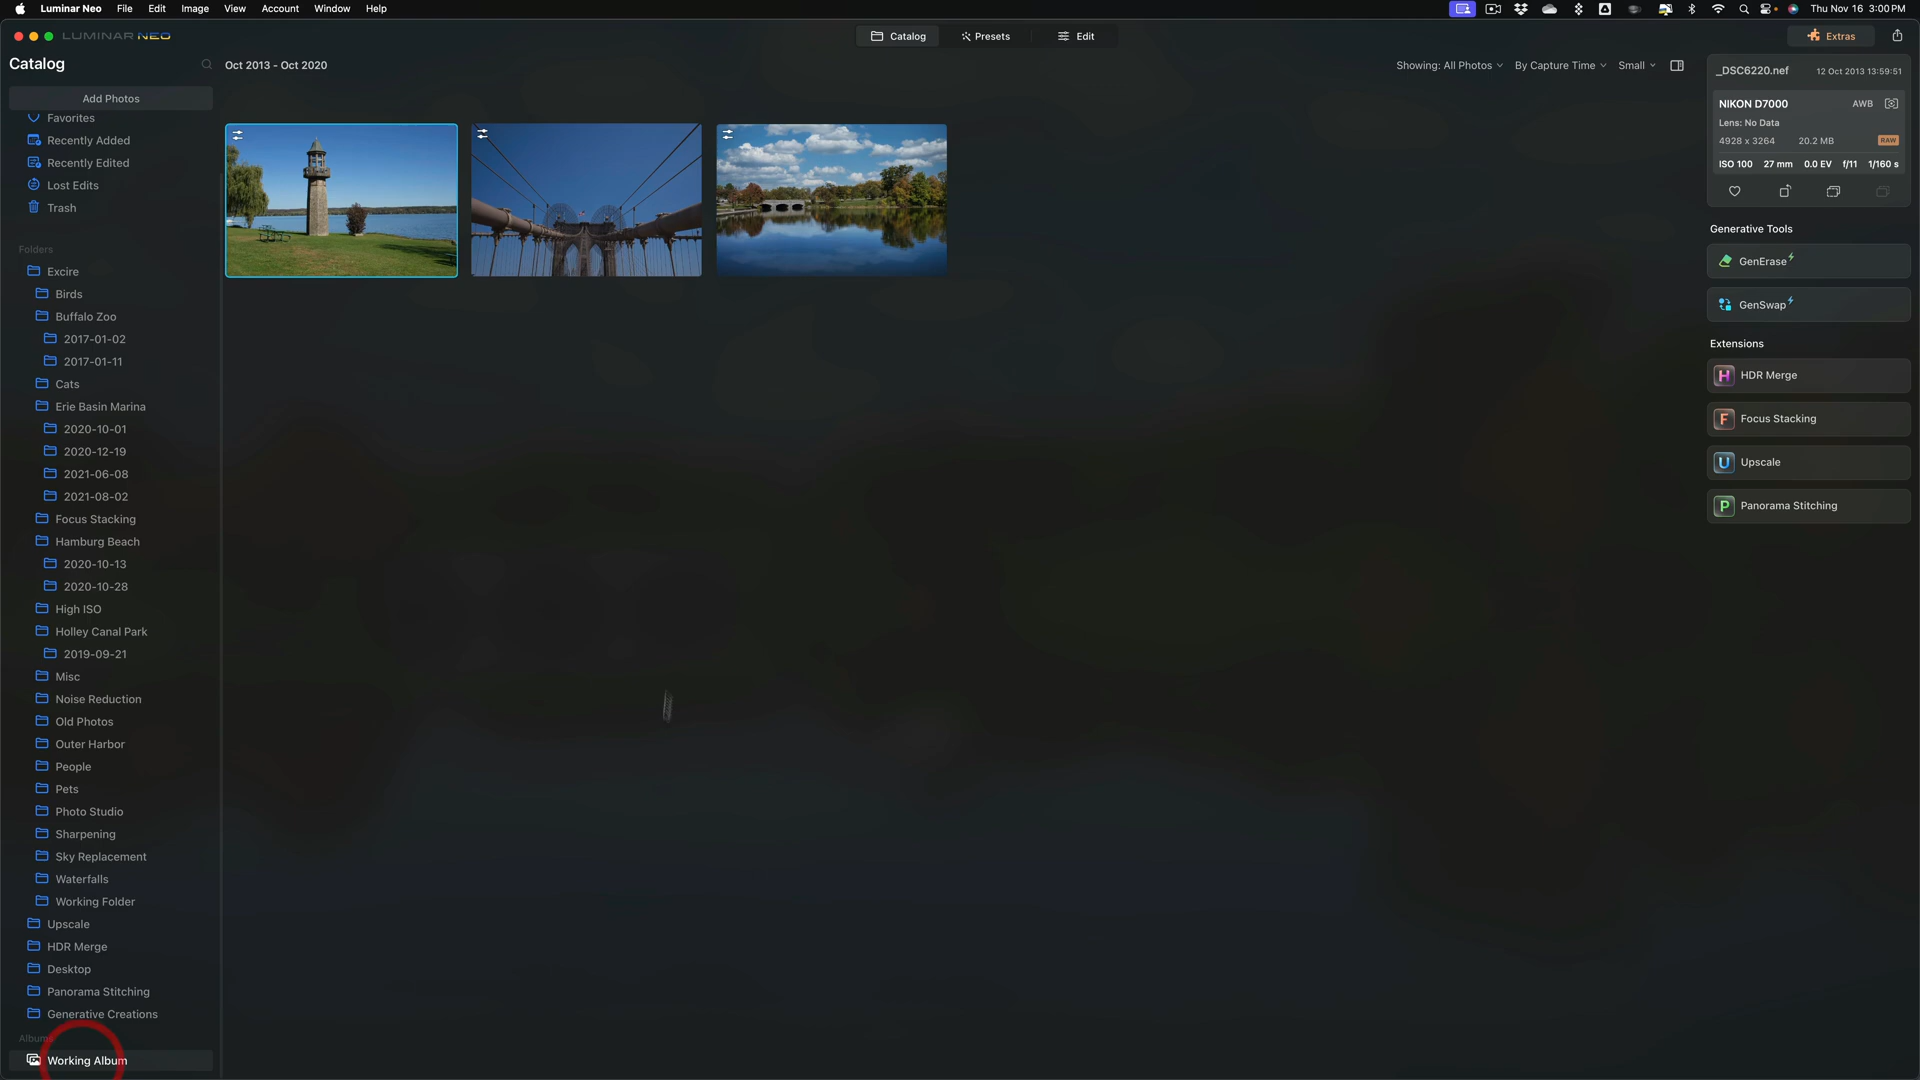 Luminar Neo File Edit Image View Account Window Help Thu Nov 16 3:00 PM
LUMINAR NEO Catalog Presets Edit Extras
Catalog Oct 2013 - Oct 2020 Showing: All Photos By Capture Time Small
Add Photos
Favorites
Recently Added
Recently Edited
Lost Edits
Trash
Folders
Excire
Birds
Buffalo Zoo
2017-01-02
2017-01-11
Cats
Erie Basin Marina
2020-10-01
2020-12-19
2021-06-08
2021-08-02
Focus Stacking
Hamburg Beach
2020-10-13
2020-10-28
High ISO
Holley Canal Park
2019-09-21
Misc
Noise Reduction
Old Photos
Outer Harbor
People
Pets
Photo Studio
Sharpening
Sky Replacement
Waterfalls
Working Folder
Upscale
HDR Merge
Desktop
Panorama Stitching
Generative Creations
Albums
Working Album
_DSC6220.nef 12 Oct 2013 13:59:51
NIKON D7000 AWB
Lens: No Data
4928 x 3264 20.2 MB RAW
ISO 100 27 mm 0.0 EV f/11 1/160 s
Generative Tools
GenErase
GenSwap
Extensions
H HDR Merge
F Focus Stacking
U Upscale
P Panorama Stitching